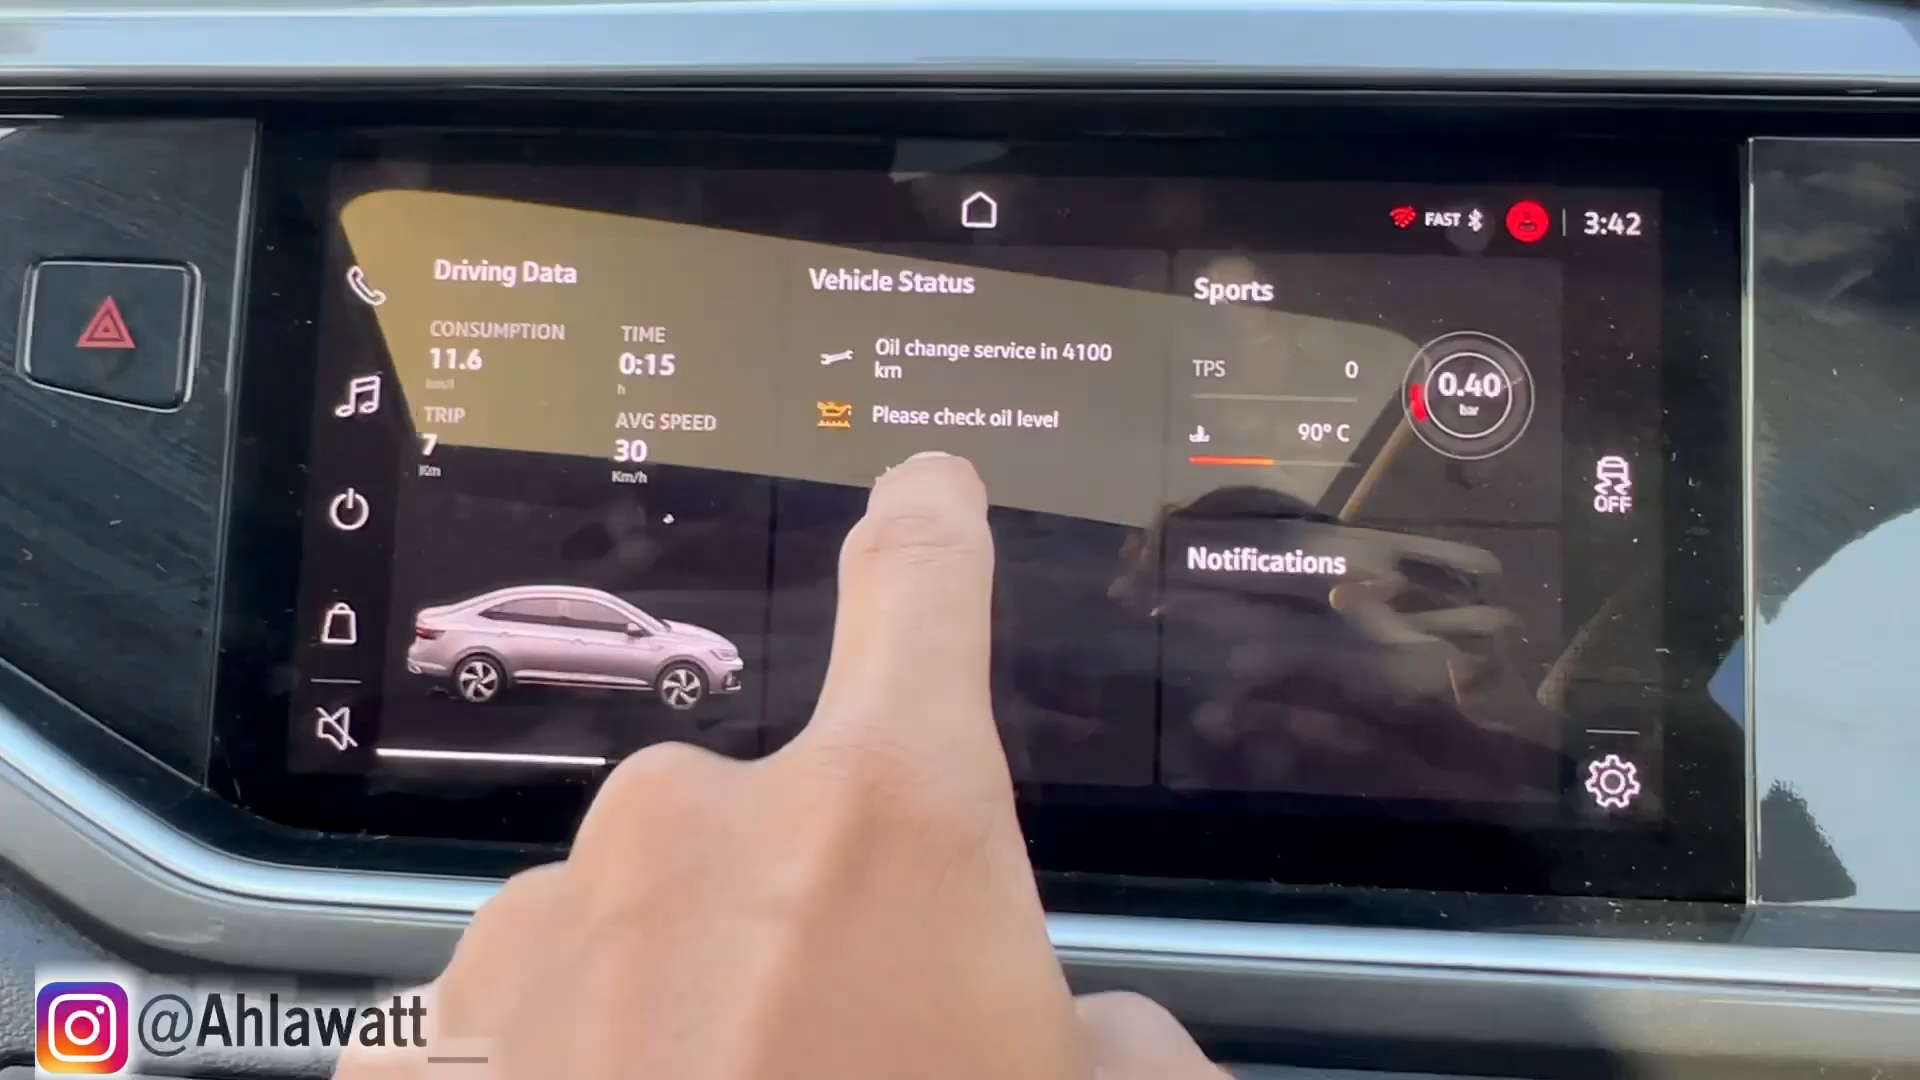 FAST
3:42
Driving Data
CONSUMPTION
11.6
km/l
TIME
0:15
h
TRIP
7
Km
AVG SPEED
30
Km/h
Vehicle Status
Oil change service in 4100
km
Please check oil level
Sports
TPS
0
90° C
0.40
bar
Notifications
OFF
@Ahlawatt__